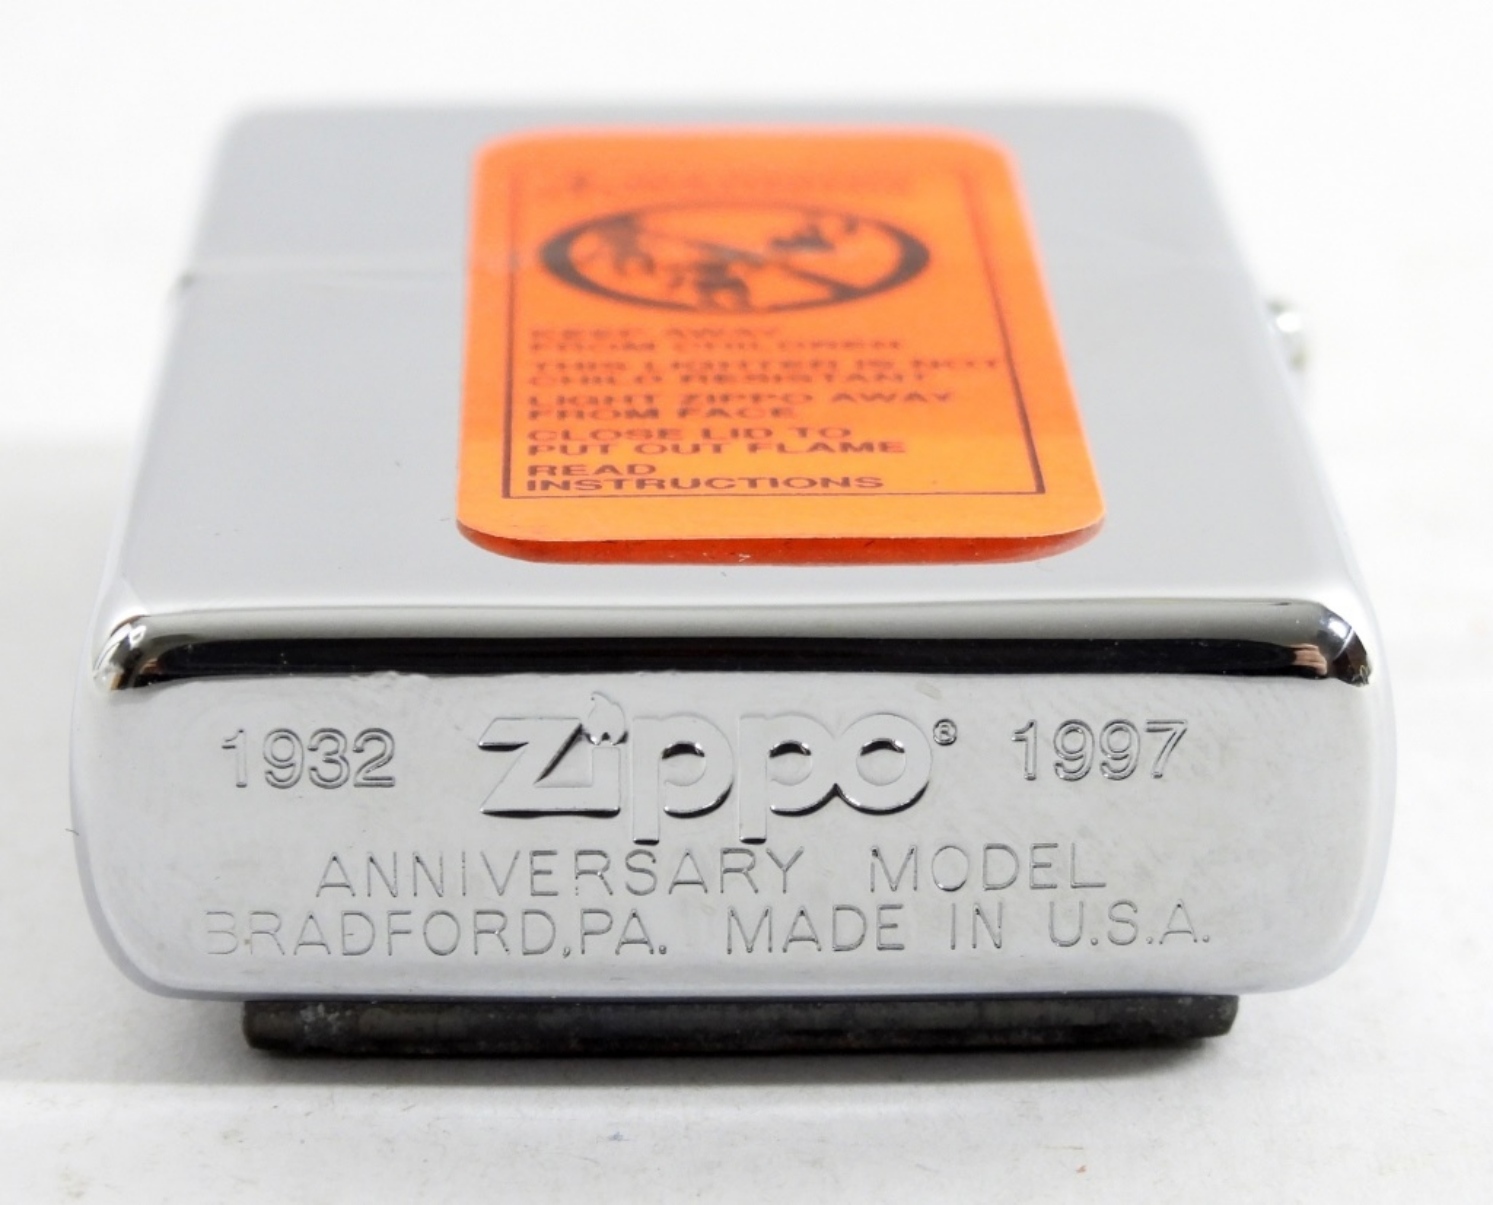 KEEP AWAY
FROM CHILDREN
THIS LIGHTER IS NOT
CHILD RESISTANT
LIGHT ZIPPO AWAY
FROM FACE
CLOSE LID TO
PUT OUT FLAME
READ
INSTRUCTIONS
1932 Zippo® 1997
ANNIVERSARY MODEL
BRADFORD,PA. MADE IN U.S.A.